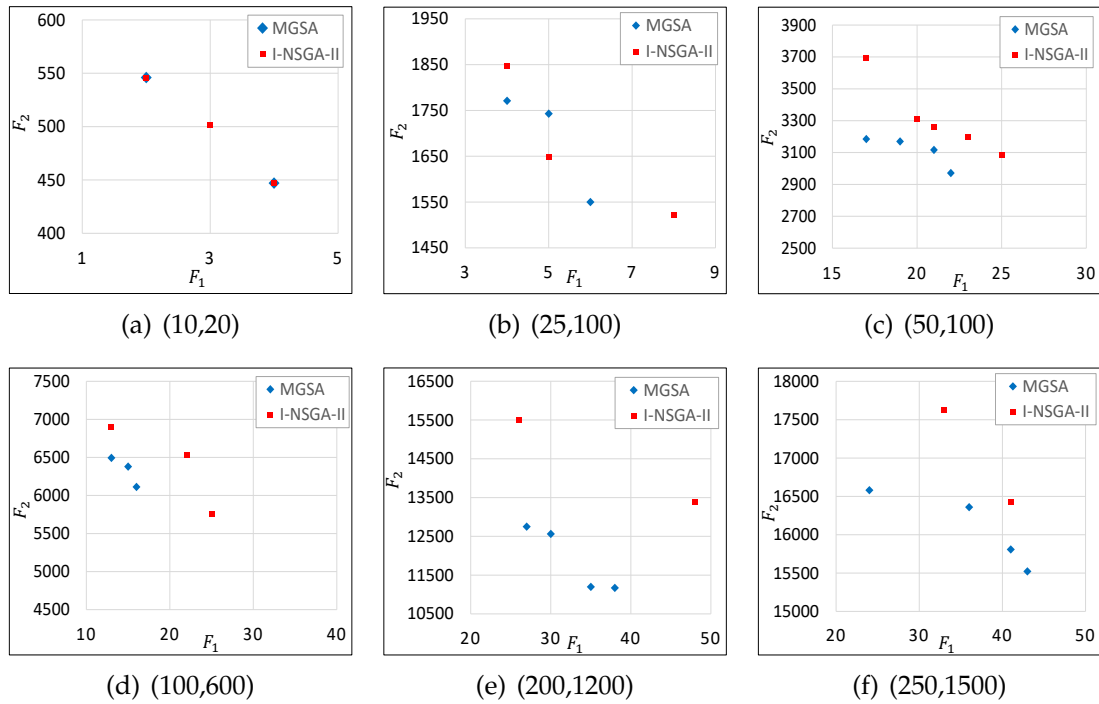 600
550
500
450
400
F₂
MGSA
I-NSGA-II
1
3
5
F₁
(a) (10,20)
1950
1850
1750
1650
1550
1450
F₂
MGSA
I-NSGA-II
3
5
7
9
F₁
(b) (25,100)
3900
3700
3500
3300
3100
2900
2700
2500
F₂
MGSA
I-NSGA-II
15
20
25
30
F₁
(c) (50,100)
7500
7000
6500
6000
5500
5000
4500
F₂
MGSA
I-NSGA-II
10
20
30
40
F₁
(d) (100,600)
16500
15500
14500
13500
12500
11500
10500
F₂
MGSA
I-NSGA-II
20
30
40
50
F₁
(e) (200,1200)
18000
17500
17000
16500
16000
15500
15000
F₂
MGSA
I-NSGA-II
20
30
40
50
F₁
(f) (250,1500)